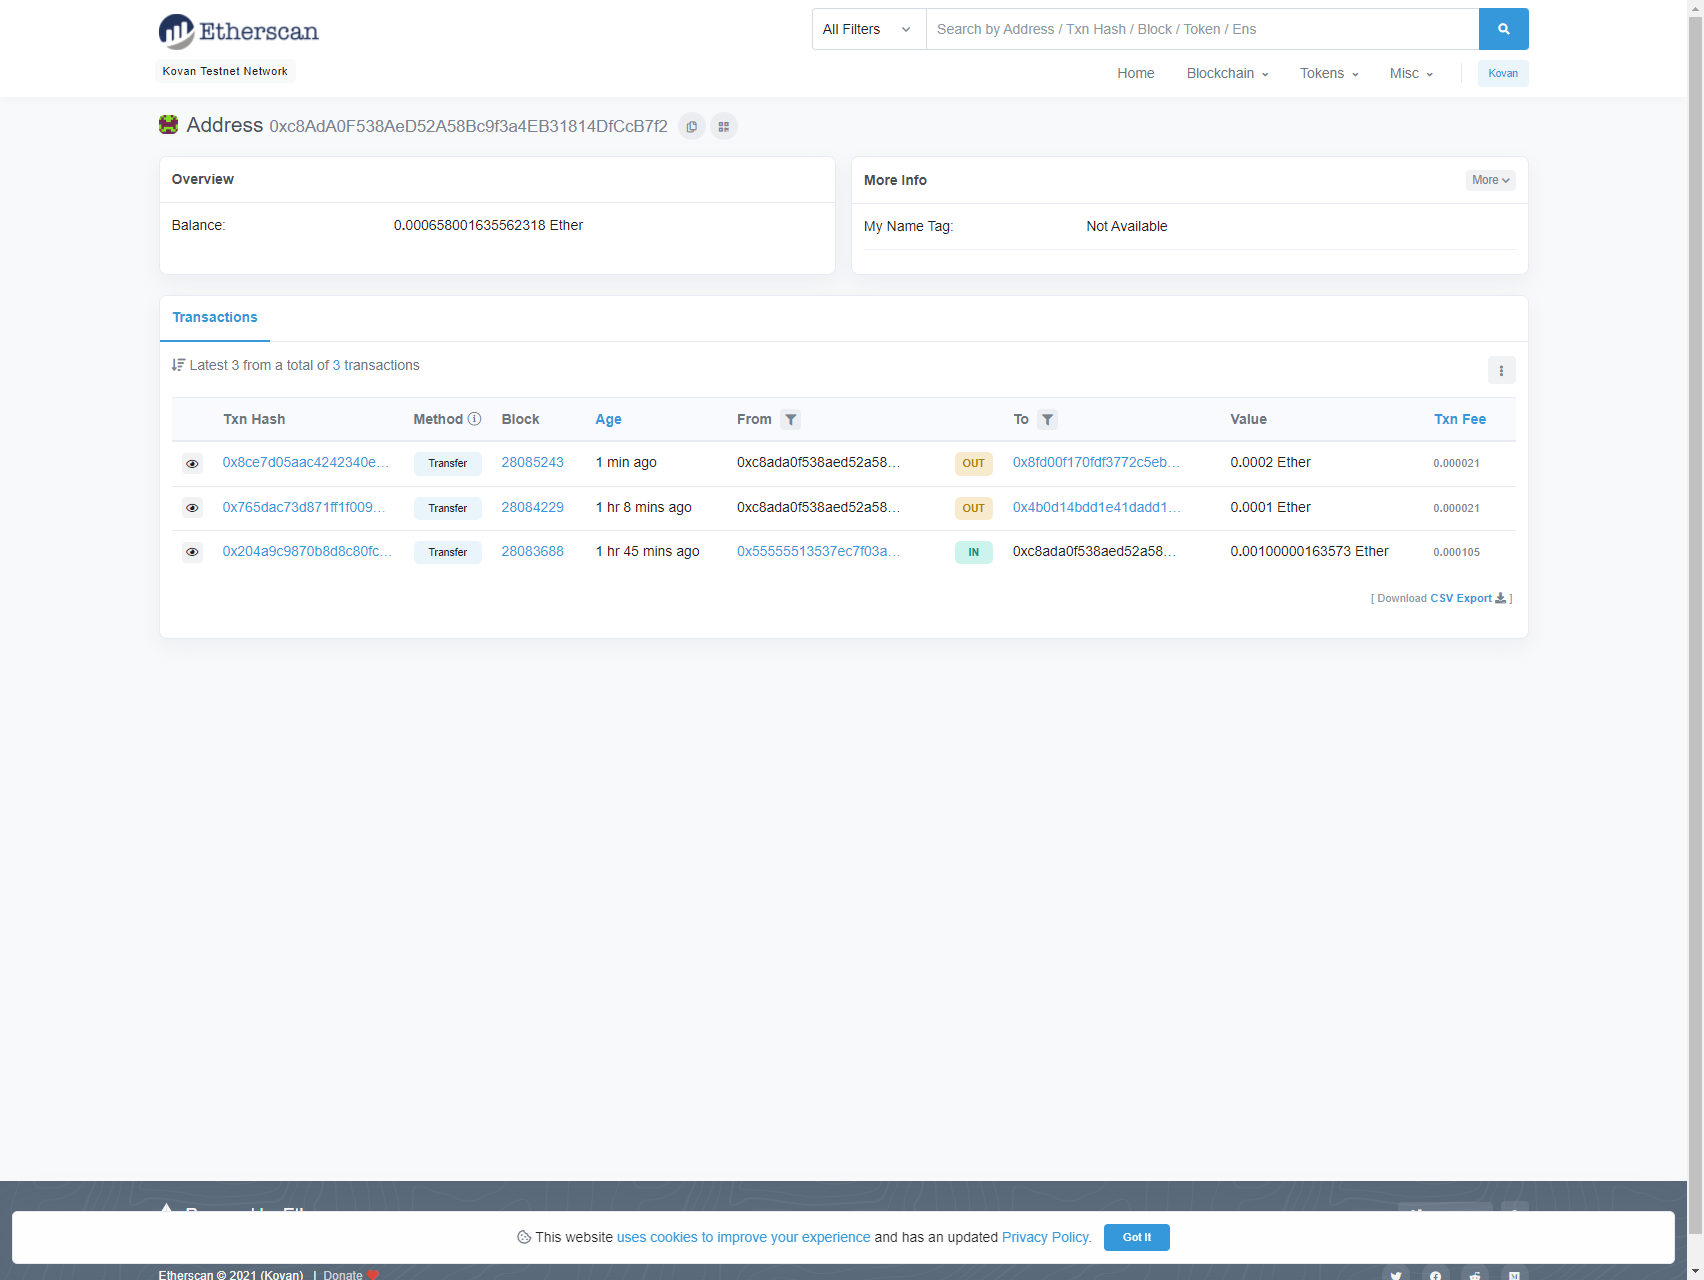 Etherscan
All Filters
Search by Address / Txn Hash / Block / Token / Ens
Kovan Testnet Network
Home Blockchain Tokens Misc Kovan
Address 0xc8AdA0F538AeD52A58Bc9f3a4EB31814DfCcB7f2
Overview
Balance: 0.000658001635562318 Ether
More Info More
My Name Tag: Not Available
Transactions
Latest 3 from a total of 3 transactions
Txn Hash Method Block Age From To Value Txn Fee
0x8ce7d05aac4242340e... Transfer 28085243 1 min ago 0xc8ada0f538aed52a58... OUT 0x8fd00f170fdf3772c5eb... 0.0002 Ether 0.000021
0x765dac73d871ff1f009... Transfer 28084229 1 hr 8 mins ago 0xc8ada0f538aed52a58... OUT 0x4b0d14bdd1e41dadd1... 0.0001 Ether 0.000021
0x204a9c9870b8d8c80fc... Transfer 28083688 1 hr 45 mins ago 0x55555513537ec7f03a... IN 0xc8ada0f538aed52a58... 0.00100000163573 Ether 0.000105
[ Download CSV Export ]
This website uses cookies to improve your experience and has an updated Privacy Policy. Got It
Etherscan © 2021 (Kovan) | Donate